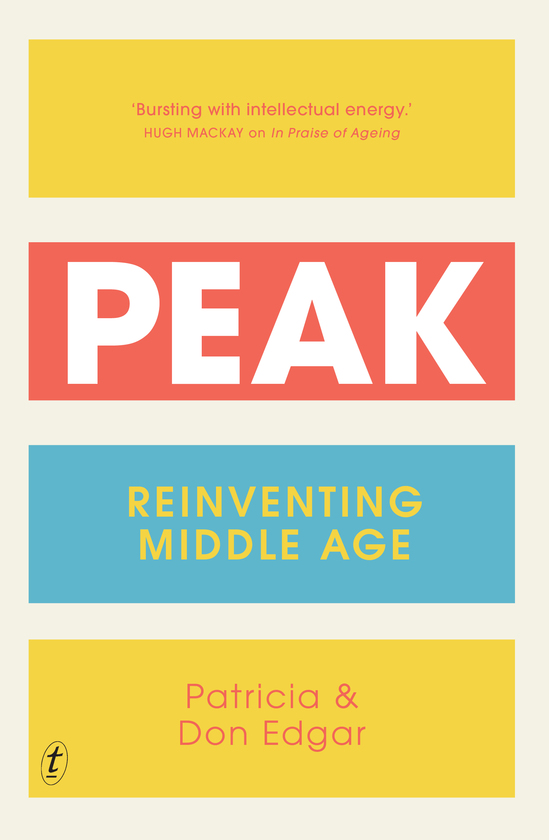 ‘Bursting with intellectual energy.’
HUGH MACKAY on In Praise of Ageing
PEAK
REINVENTING
MIDDLE AGE
Patricia &
Don Edgar
t